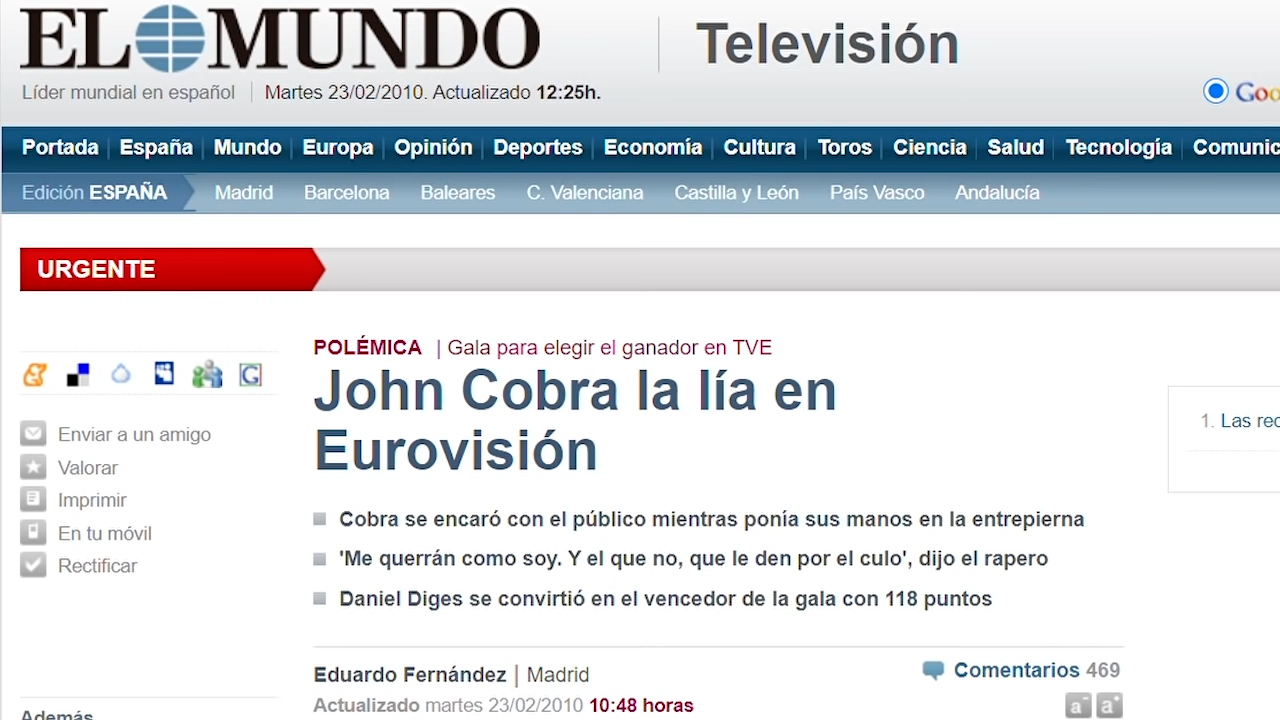 EL MUNDO
Televisión
Líder mundial en español
Martes 23/02/2010. Actualizado 12:25h.
Portada España Mundo Europa Opinión Deportes Economía Cultura Toros Ciencia Salud Tecnología Comunic
Edición ESPAÑA Madrid Barcelona Baleares C. Valenciana Castilla y León País Vasco Andalucía
URGENTE
POLÉMICA | Gala para elegir el ganador en TVE
John Cobra la lía en
Eurovisión
Cobra se encaró con el público mientras ponía sus manos en la entrepierna
'Me querrán como soy. Y el que no, que le den por el culo', dijo el rapero
Daniel Diges se convirtió en el vencedor de la gala con 118 puntos
Eduardo Fernández | Madrid
Actualizado martes 23/02/2010 10:48 horas
Comentarios 469
a- a+
Enviar a un amigo
Valorar
Imprimir
En tu móvil
Rectificar
Además
1. Las rec